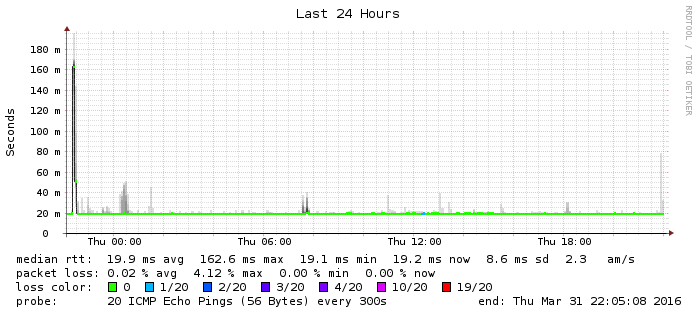 Last 24 Hours
RRDTOOL / TOBI OETIKER
Seconds
180 m
160 m
140 m
120 m
100 m
80 m
60 m
40 m
20 m
0
Thu 00:00 Thu 06:00 Thu 12:00 Thu 18:00
median rtt: 19.9 ms avg 162.6 ms max 19.1 ms min 19.2 ms now 8.6 ms sd 2.3 am/s
packet loss: 0.02 % avg 4.12 % max 0.00 % min 0.00 % now
loss color: 0 1/20 2/20 3/20 4/20 10/20 19/20
probe: 20 ICMP Echo Pings (56 Bytes) every 300s end: Thu Mar 31 22:05:08 2016